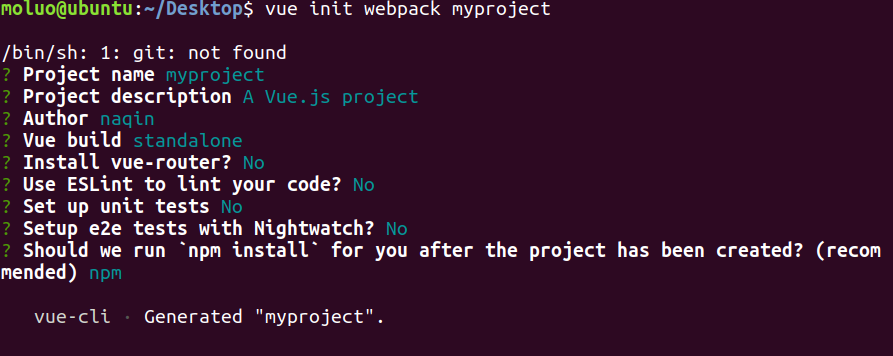 moluo@ubuntu:~/Desktop$ vue init webpack myproject
/bin/sh: 1: git: not found
? Project name myproject
? Project description A Vue.js project
? Author naqin
? Vue build standalone
? Install vue-router? No
? Use ESLint to lint your code? No
? Set up unit tests No
? Setup e2e tests with Nightwatch? No
? Should we run `npm install` for you after the project has been created? (recom
mended) npm
vue-cli · Generated "myproject".